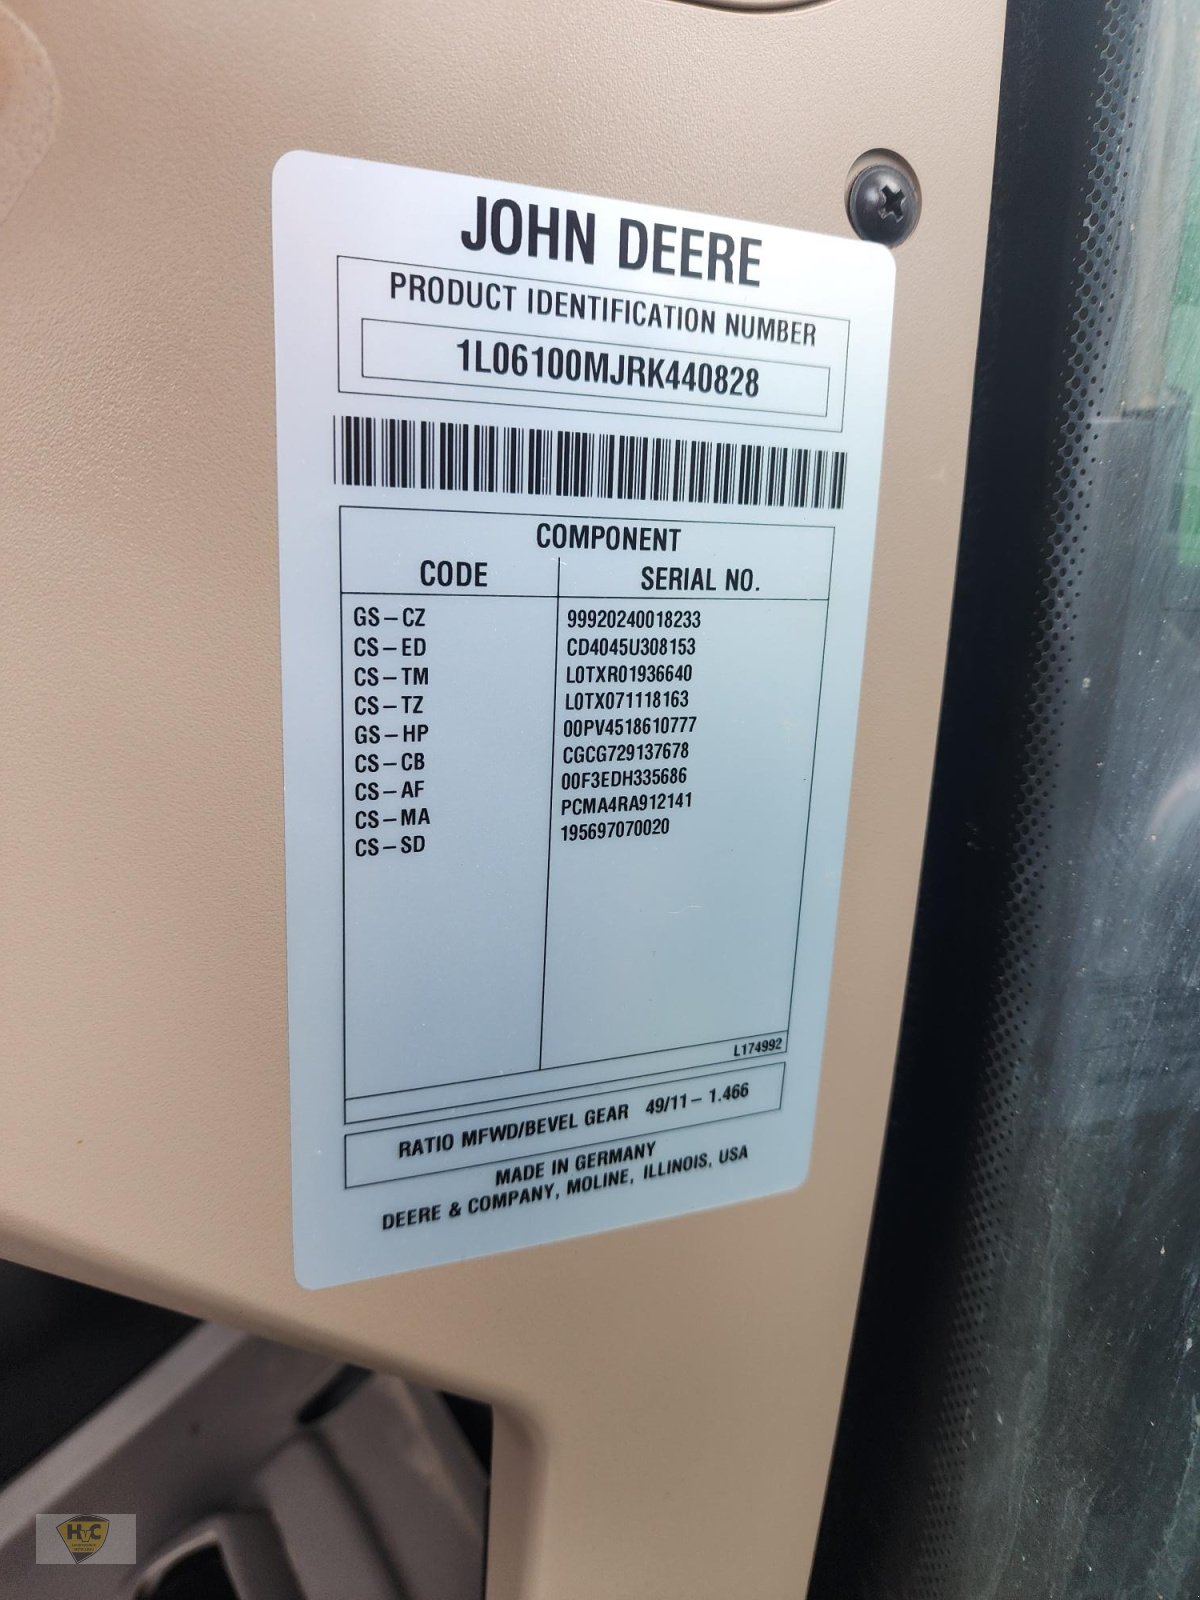 JOHN DEERE
PRODUCT IDENTIFICATION NUMBER
1L06100MJRK440828
COMPONENT
CODE SERIAL NO.
GS-CZ 99920240018233
CS-ED CD4045U308153
CS-TM L0TXR01936640
CS-TZ L0TX071118163
GS-HP 00PV4518610777
CS-CB CGCG729137678
CS-AF 00F3EDH335686
CS-MA PCMA4RA912141
CS-SD 195697070020
L174992
RATIO MFWD/BEVEL GEAR 49/11-1.466
MADE IN GERMANY
DEERE & COMPANY, MOLINE, ILLINOIS, USA
HvC